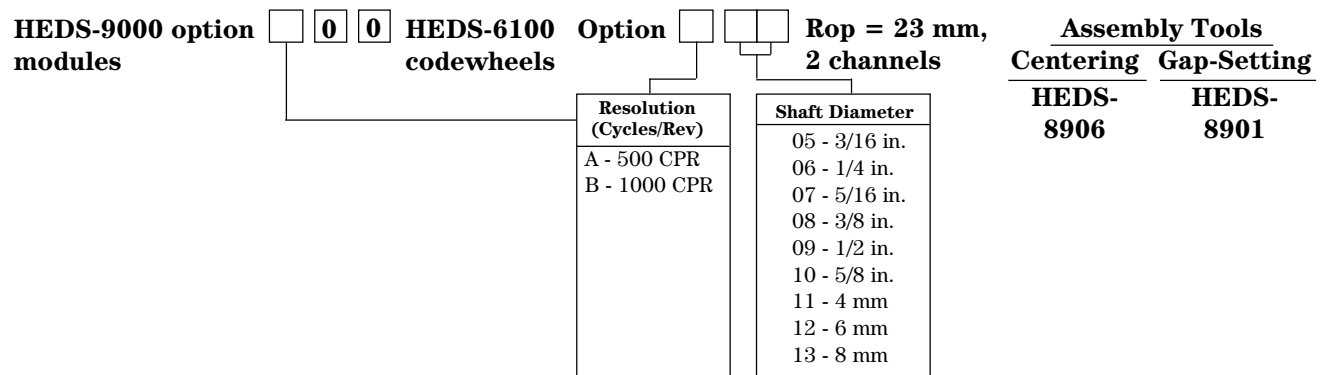 HEDS-9000 option 0 0 HEDS-6100 Option Rop = 23 mm,
modules codewheels 2 channels
Assembly Tools
Centering Gap-Setting
HEDS- HEDS-
8906 8901
Resolution
(Cycles/Rev)
A - 500 CPR
B - 1000 CPR
Shaft Diameter
05 - 3/16 in.
06 - 1/4 in.
07 - 5/16 in.
08 - 3/8 in.
09 - 1/2 in.
10 - 5/8 in.
11 - 4 mm
12 - 6 mm
13 - 8 mm